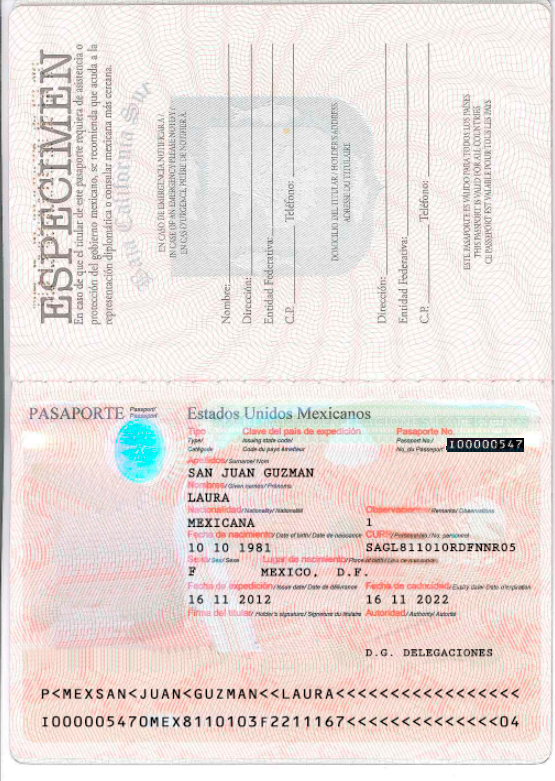 ESPECIMEN
En caso de que el titular de este pasaporte requiera de asistencia o
protección del gobierno mexicano, se recomienda que acuda a la
representación diplomática o consular mexicana más cercana.
Baja California Sur
EN CASO DE EMERGENCIA NOTIFICAR A /
IN CASE OF AN EMERGENCY PLEASE NOTIFY /
EN CAS D'URGENCE, PRIÈRE DE NOTIFIER À
Nombre:
Dirección:
Entidad Federativa:
C.P. Teléfono:
DOMICILIO DEL TITULAR / HOLDER'S ADDRESS
ADRESSE DU TITULAIRE
Dirección:
Entidad Federativa:
C.P. Teléfono:
ESTE PASAPORTE ES VÁLIDO PARA TODOS LOS PAÍSES
THIS PASSPORT IS VALID FOR ALL COUNTRIES
CE PASSEPORT EST VALABLE POUR TOUS LES PAYS
PASAPORTE Passport/ Passeport Estados Unidos Mexicanos
Tipo Clave del país de expedición Pasaporte No.
Type/ Issuing state code/ Passport No./
Catégorie Code du pays émetteur No. du Passeport I00000547
Apellidos/ Surname/ Nom
SAN JUAN GUZMAN
Nombres/ Given names/ Prénoms
LAURA
Nacionalidad/ Nationality/ Nationalité Observaciones/ Remarks/ Observations
MEXICANA 1
Fecha de nacimiento/ Date of birth/ Date de naissance CURP/ Personal No./ No. personnel
10 10 1981 SAGL811010RDFNNR05
Sexo/ Sex/ Sexe Lugar de nacimiento/
F MEXICO, D.F.
Fecha de expedición/ Issue date/ Date de délivrance Fecha de caducidad/ Expiry date/ Date d'expiration
16 11 2012 16 11 2022
Firma del titular/ Holder's signature/ Signature du titulaire Autoridad/ Authority/ Autorité
D.G. DELEGACIONES
P<MEXSAN<JUAN<GUZMAN<<LAURA<<<<<<<<<<<<<<<<<
I000005470MEX8110103F2211167<<<<<<<<<<<<<<04